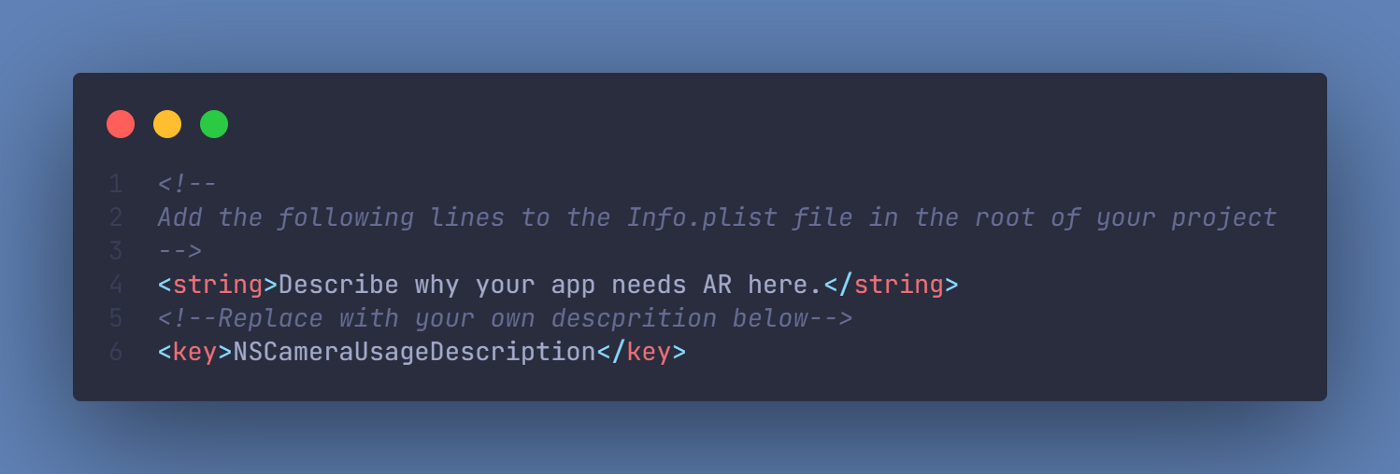 1 <!--
2 Add the following lines to the Info.plist file in the root of your project
3 -->
4 <string>Describe why your app needs AR here.</string>
5 <!--Replace with your own descprition below-->
6 <key>NSCameraUsageDescription</key>